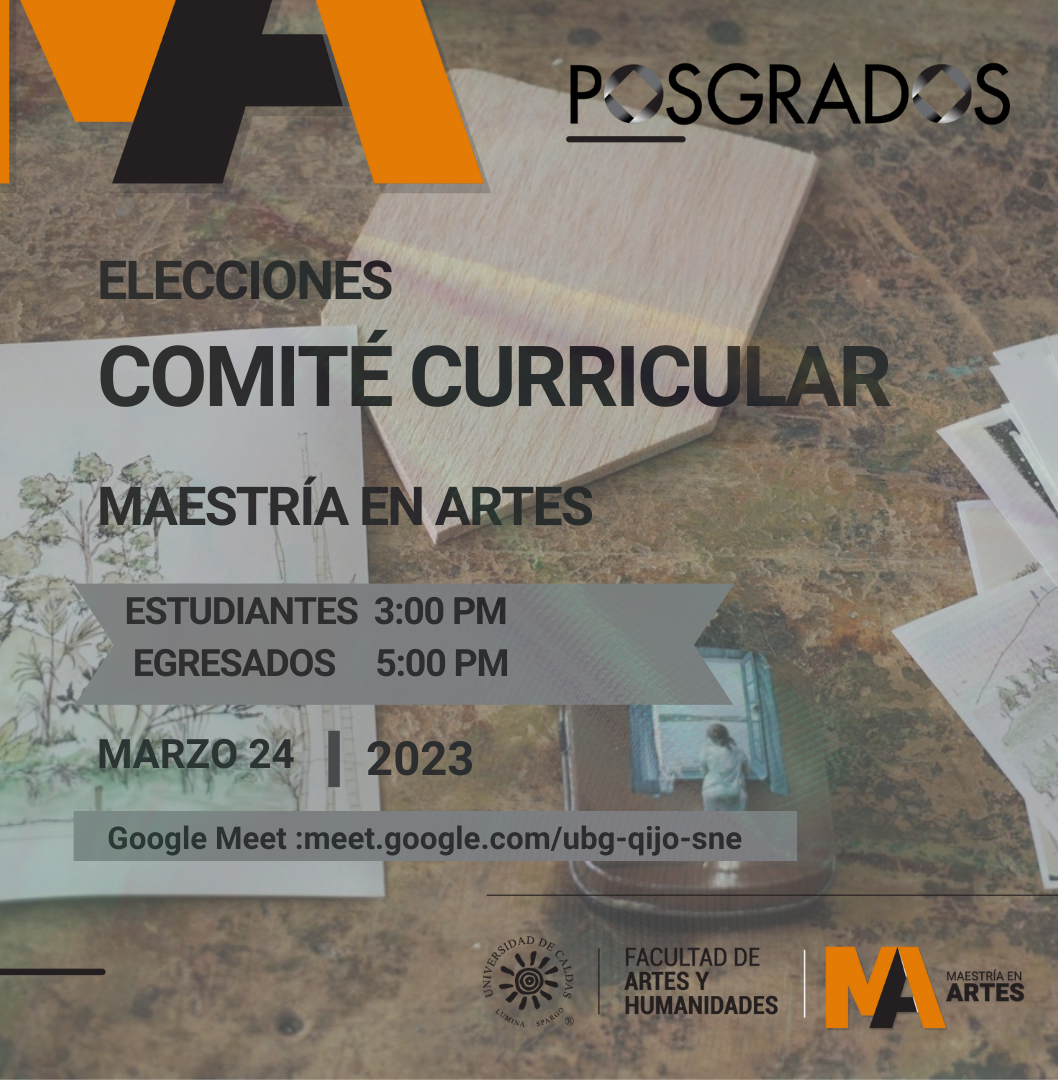 MA
POSGRADOS
ELECCIONES
COMITÉ CURRICULAR
MAESTRÍA EN ARTES
ESTUDIANTES 3:00 PM
EGRESADOS 5:00 PM
MARZO 24 | 2023
Google Meet :meet.google.com/ubg-qijo-sne
UNIVERSIDAD DE CALDAS
LUMINA SPARGO
®
FACULTAD DE
ARTES Y
HUMANIDADES
MA
MAESTRÍA EN
ARTES